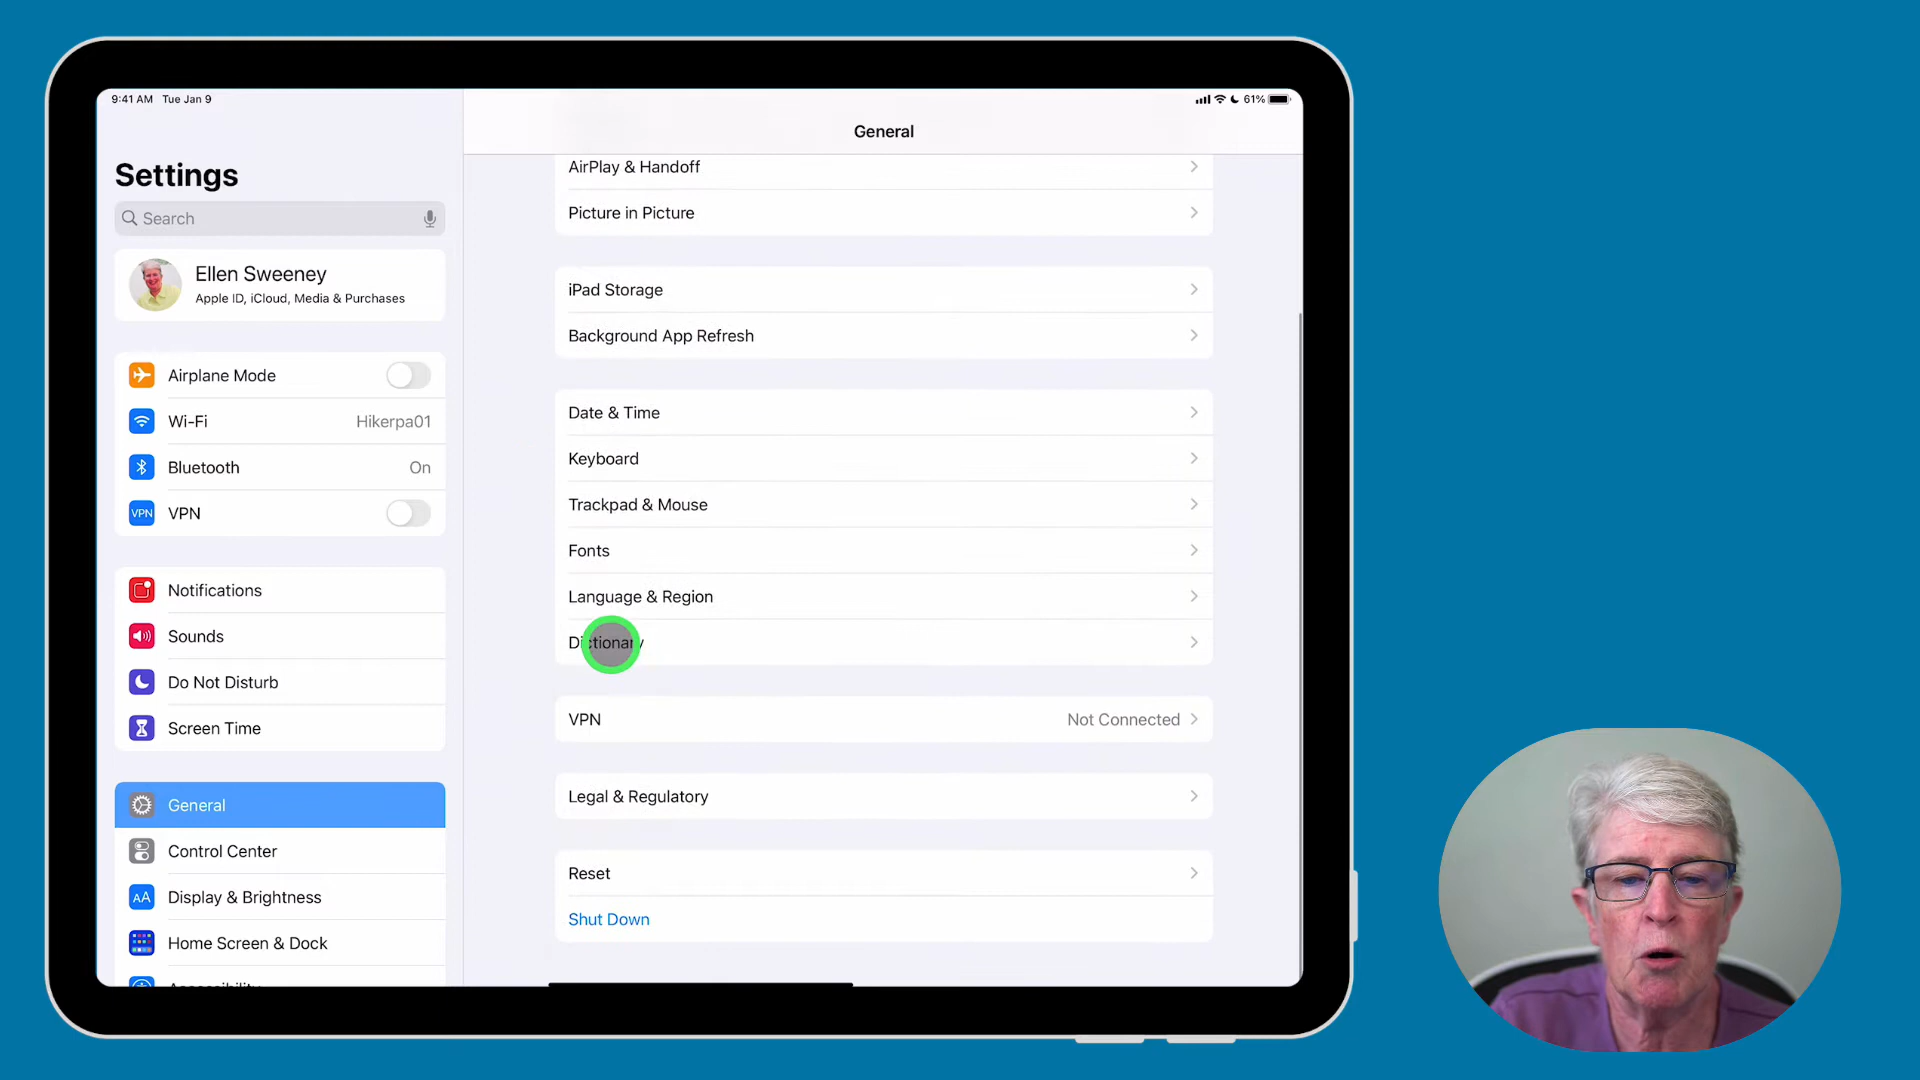 9:41 AM Tue Jan 9
61%
Settings
Search
Ellen Sweeney
Apple ID, iCloud, Media & Purchases
Airplane Mode
Wi-Fi Hikerpa01
Bluetooth On
VPN VPN
Notifications
Sounds
Do Not Disturb
Screen Time
General
Control Center
AA Display & Brightness
Home Screen & Dock
Accessibility
General
AirPlay & Handoff
Picture in Picture
iPad Storage
Background App Refresh
Date & Time
Keyboard
Trackpad & Mouse
Fonts
Language & Region
Dictionary
VPN Not Connected
Legal & Regulatory
Reset
Shut Down